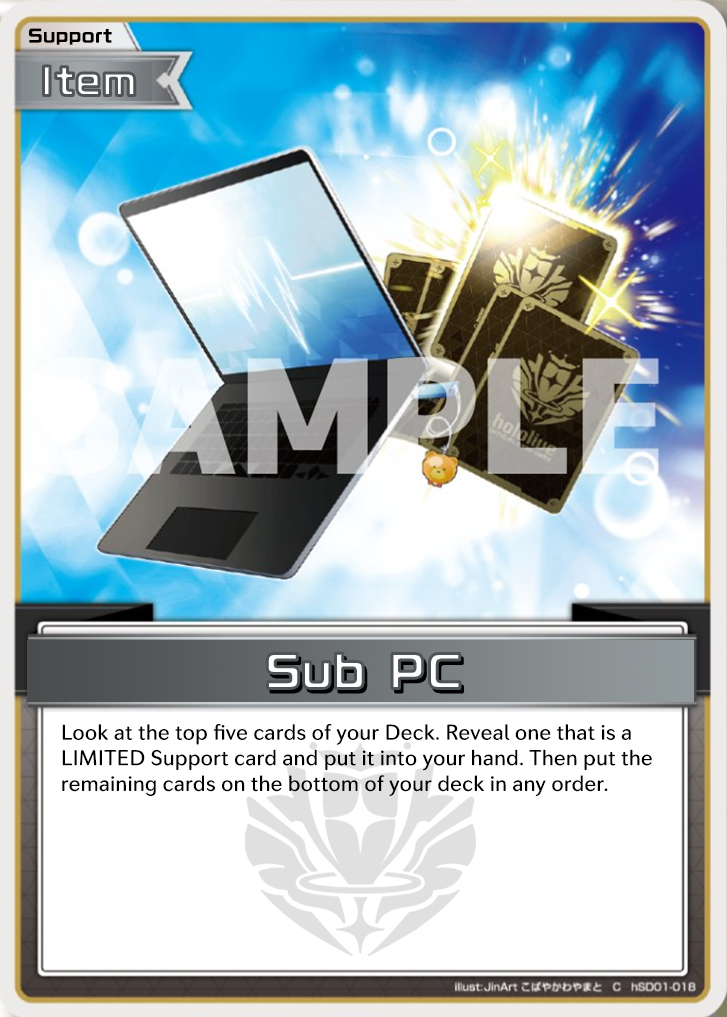 Support
Item
hololive
SAMPLE
Sub PC
Look at the top five cards of your Deck. Reveal one that is a
LIMITED Support card and put it into your hand. Then put the
remaining cards on the bottom of your deck in any order.
illust:JinArt こばやかわやまと C hSD01-018